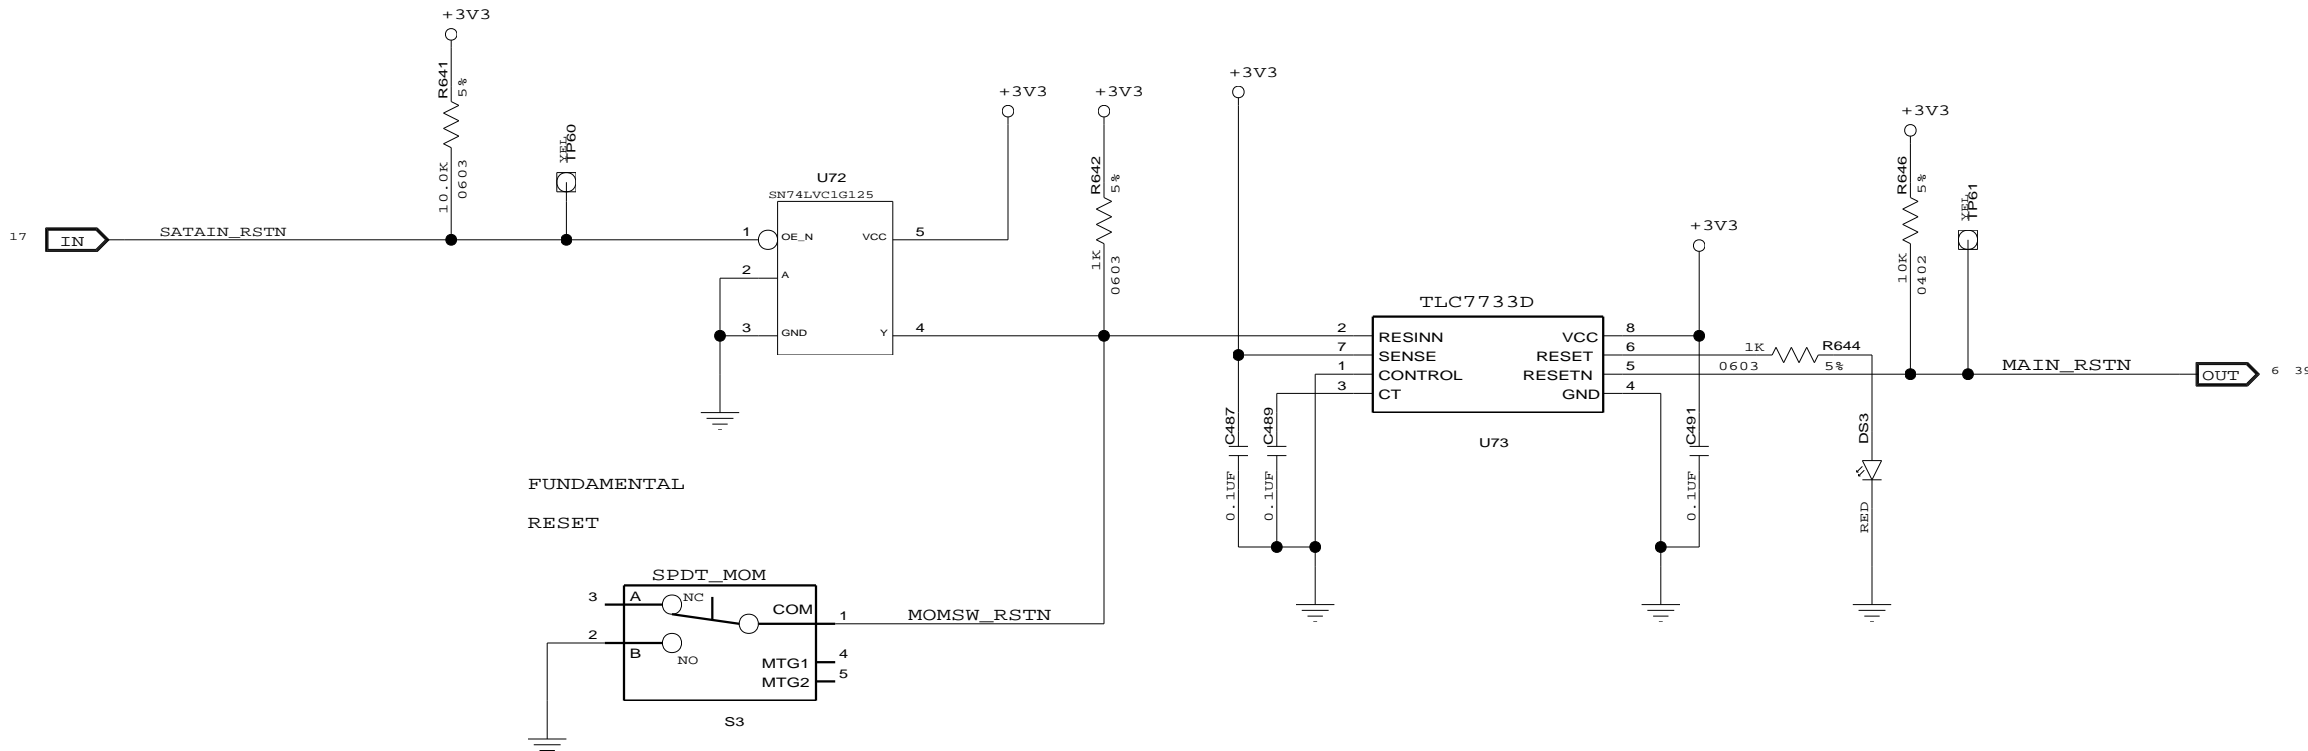 +3V3
R641
5%
10.0K
0603
YEL
TP60
17
IN
SATAIN_RSTN
U72
SN74LVC1G125
1
OE_N
VCC
5
2
A
3
GND
Y
4
+3V3
+3V3
R642
5%
1K
0603
+3V3
TLC7733D
2
RESINN
VCC
8
7
SENSE
RESET
6
1
CONTROL
RESETN
5
3
CT
GND
4
U73
C487
0.1UF
C489
0.1UF
+3V3
C491
0.1UF
1K
R644
0603
5%
DS3
RED
+3V3
R646
5%
10K
0402
YEL
TP61
MAIN_RSTN
OUT
6 39
FUNDAMENTAL
RESET
SPDT_MOM
3
A
NC
COM
1
MOMSW_RSTN
2
B
NO
MTG1
4
MTG2
5
S3